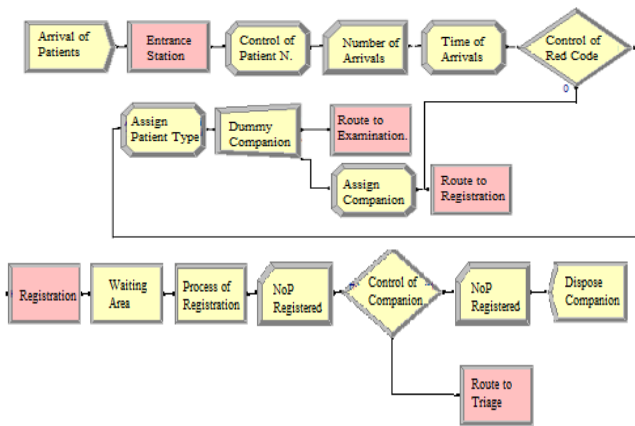 Arrival of
Patients
Entrance
Station
Control of
Patient N.
Number of
Arrivals
Time of
Arrivals
Control of
Red Code
0
Assign
Patient Type
Dummy
Companion
Route to
Examination.
Assign
Companion
Route to
Registration
Registration
Waiting
Area
Process of
Registration
NoP
Registered
Control of
Companion
NoP
Registered
Dispose
Companion
Route to
Triage